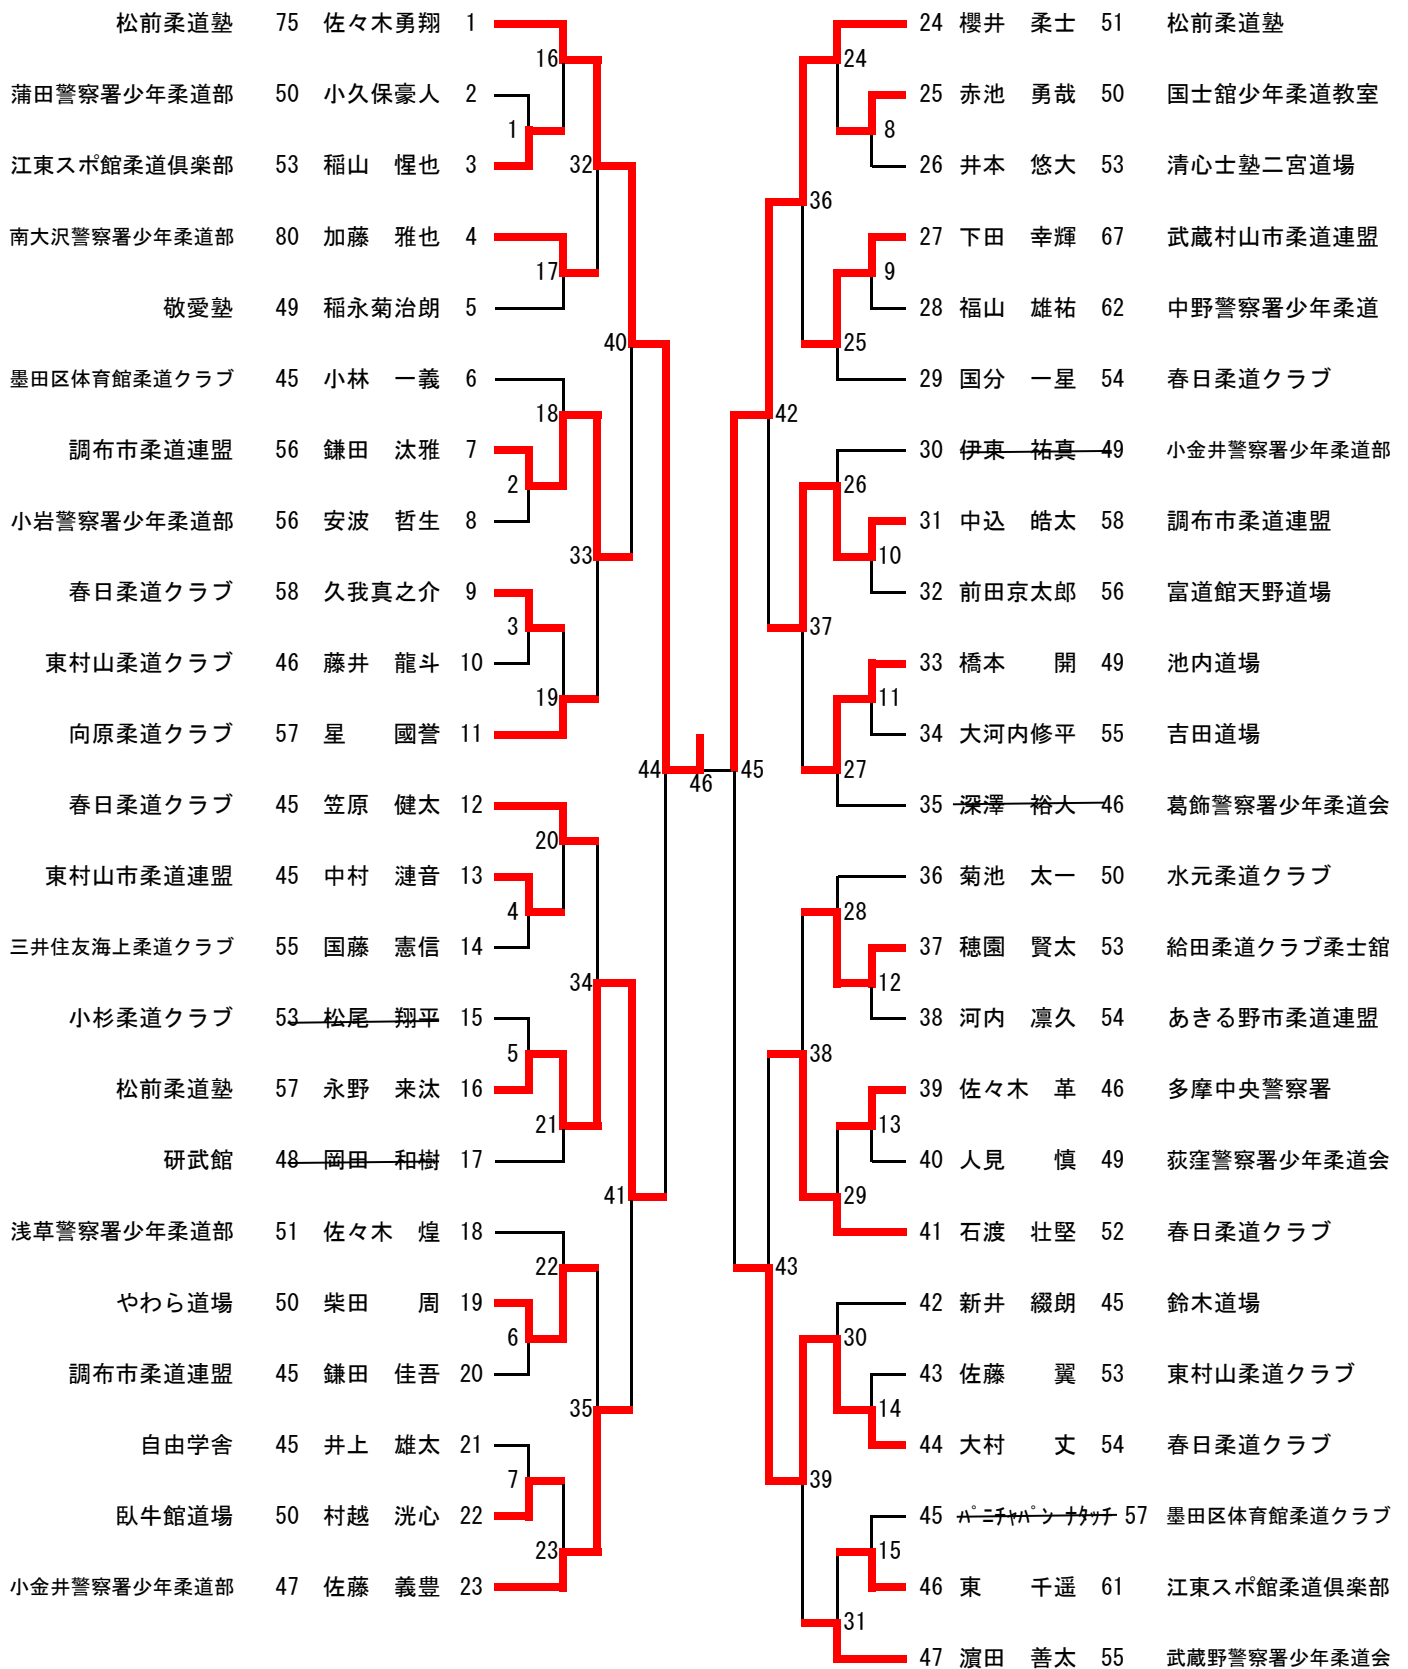 松前柔道塾 75 佐々木勇翔 1
16
蒲田警察署少年柔道部 50 小久保豪人 2
1
江東スポ館柔道倶楽部 53 稲山 惺也 3
32
南大沢警察署少年柔道部 80 加藤 雅也 4
17
敬愛塾 49 稲永菊治朗 5
40
墨田区体育館柔道クラブ 45 小林 一義 6
18
調布市柔道連盟 56 鎌田 汰雅 7
2
小岩警察署少年柔道部 56 安波 哲生 8
33
春日柔道クラブ 58 久我真之介 9
3
東村山柔道クラブ 46 藤井 龍斗 10
19
向原柔道クラブ 57 星 國誉 11
44
46
春日柔道クラブ 45 笠原 健太 12
20
東村山市柔道連盟 45 中村 漣音 13
4
三井住友海上柔道クラブ 55 国藤 憲信 14
34
小杉柔道クラブ 53 松尾 翔平 15
5
松前柔道塾 57 永野 来汰 16
21
研武館 48 岡田 和樹 17
41
浅草警察署少年柔道部 51 佐々木 煌 18
22
やわら道場 50 柴田 周 19
6
調布市柔道連盟 45 鎌田 佳吾 20
35
自由学舎 45 井上 雄太 21
7
臥牛館道場 50 村越 洸心 22
23
小金井警察署少年柔道部 47 佐藤 義豊 23
24 櫻井 柔士 51 松前柔道塾
24
25 赤池 勇哉 50 国士舘少年柔道教室
8
26 井本 悠大 53 清心士塾二宮道場
36
27 下田 幸輝 67 武蔵村山市柔道連盟
9
28 福山 雄祐 62 中野警察署少年柔道
25
29 国分 一星 54 春日柔道クラブ
42
30 伊東 祐真 49 小金井警察署少年柔道部
26
31 中込 皓太 58 調布市柔道連盟
10
32 前田京太郎 56 富道館天野道場
37
33 橋本 開 49 池内道場
11
34 大河内修平 55 吉田道場
45
27
35 深澤 裕人 46 葛飾警察署少年柔道会
36 菊池 太一 50 水元柔道クラブ
28
37 穂園 賢太 53 給田柔道クラブ柔士舘
12
38 河内 凛久 54 あきる野市柔道連盟
38
39 佐々木 革 46 多摩中央警察署
13
40 人見 慎 49 荻窪警察署少年柔道会
29
41 石渡 壮堅 52 春日柔道クラブ
43
42 新井 綴朗 45 鈴木道場
30
43 佐藤 翼 53 東村山柔道クラブ
14
44 大村 丈 54 春日柔道クラブ
39
45 ﾊﾟﾆﾁｬﾊﾟﾝ ﾅﾀｯﾁ 57 墨田区体育館柔道クラブ
15
46 東 千遥 61 江東スポ館柔道倶楽部
31
47 濵田 善太 55 武蔵野警察署少年柔道会